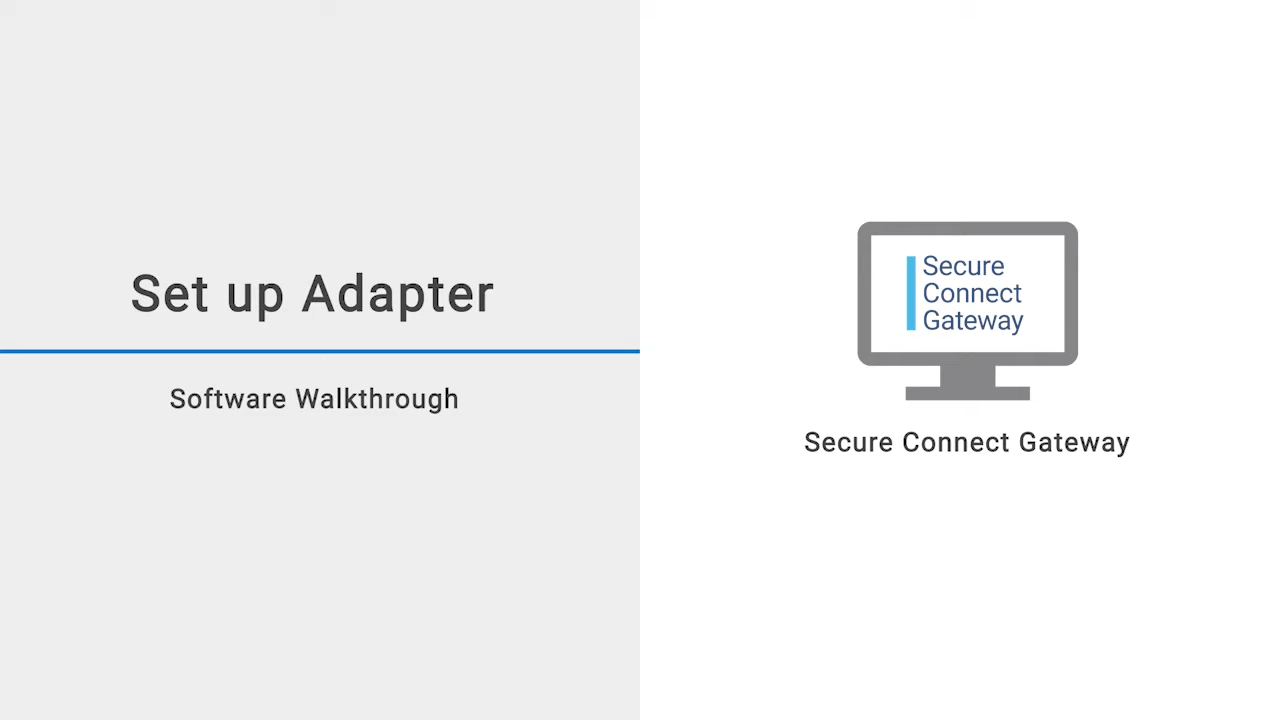 Set up Adapter
Software Walkthrough
Secure
Connect
Gateway
Secure Connect Gateway